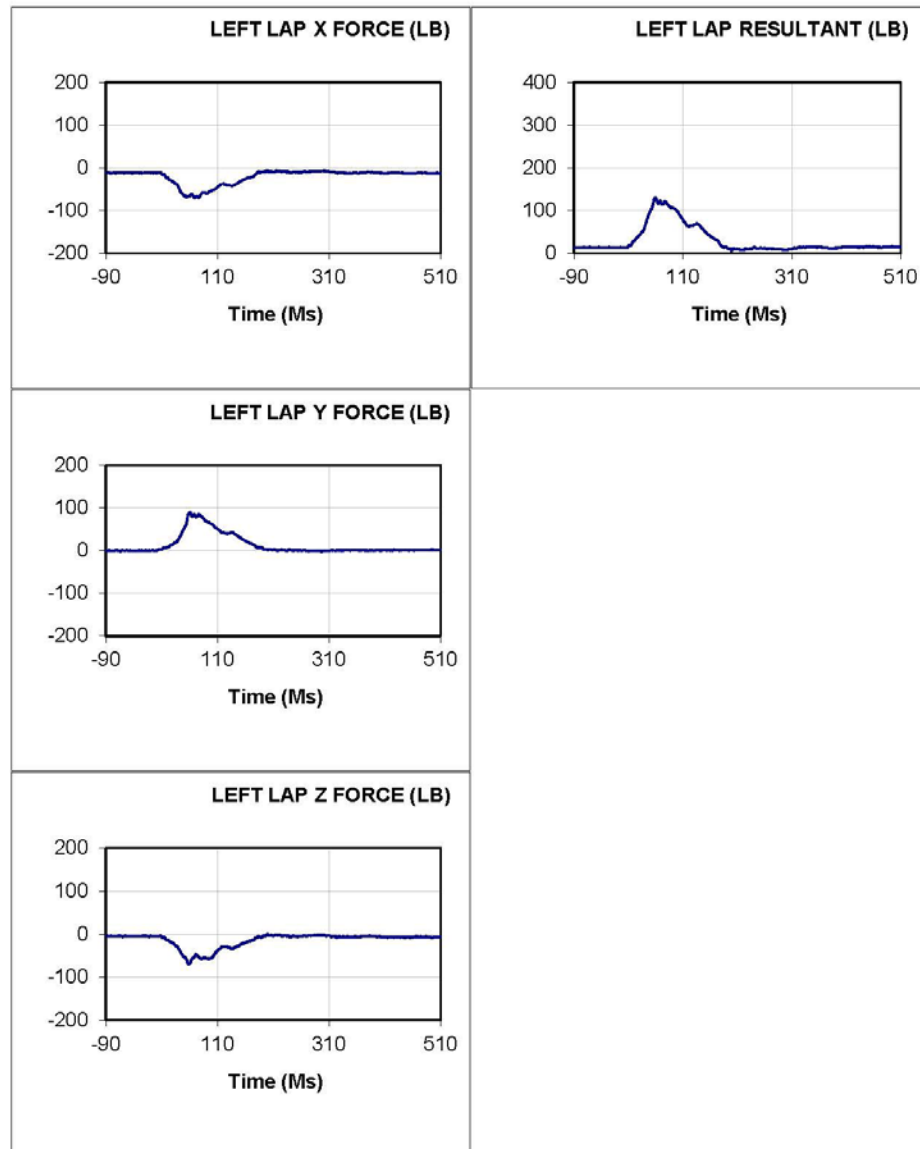 LEFT LAP X FORCE (LB)
200
100
0
-100
-200
-90 110 310 510
Time (Ms)
LEFT LAP RESULTANT (LB)
400
300
200
100
0
-90 110 310 510
Time (Ms)
LEFT LAP Y FORCE (LB)
200
100
0
-100
-200
-90 110 310 510
Time (Ms)
LEFT LAP Z FORCE (LB)
200
100
0
-100
-200
-90 110 310 510
Time (Ms)